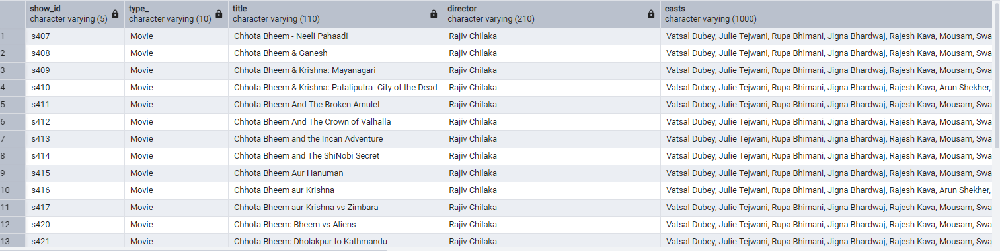 show_id type_ title director casts
character varying (5) character varying (10) character varying (110) character varying (210) character varying (1000)
1 s407 Movie Chhota Bheem - Neeli Pahaadi Rajiv Chilaka Vatsal Dubey, Julie Tejwani, Rupa Bhimani, Jigna Bhardwaj, Rajesh Kava, Mousam, Swa
2 s408 Movie Chhota Bheem & Ganesh Rajiv Chilaka Vatsal Dubey, Julie Tejwani, Rupa Bhimani, Jigna Bhardwaj, Rajesh Kava, Mousam, Swa
3 s409 Movie Chhota Bheem & Krishna: Mayanagari Rajiv Chilaka Vatsal Dubey, Julie Tejwani, Rupa Bhimani, Jigna Bhardwaj, Rajesh Kava, Mousam, Swa
4 s410 Movie Chhota Bheem & Krishna: Pataliputra- City of the Dead Rajiv Chilaka Vatsal Dubey, Julie Tejwani, Rupa Bhimani, Jigna Bhardwaj, Rajesh Kava, Arun Shekher,
5 s411 Movie Chhota Bheem And The Broken Amulet Rajiv Chilaka Vatsal Dubey, Julie Tejwani, Rupa Bhimani, Jigna Bhardwaj, Rajesh Kava, Mousam, Swa
6 s412 Movie Chhota Bheem And The Crown of Valhalla Rajiv Chilaka Vatsal Dubey, Julie Tejwani, Rupa Bhimani, Jigna Bhardwaj, Rajesh Kava, Mousam, Swa
7 s413 Movie Chhota Bheem and the Incan Adventure Rajiv Chilaka Vatsal Dubey, Julie Tejwani, Rupa Bhimani, Jigna Bhardwaj, Rajesh Kava, Mousam, Swa
8 s414 Movie Chhota Bheem and The ShiNobi Secret Rajiv Chilaka Vatsal Dubey, Julie Tejwani, Rupa Bhimani, Jigna Bhardwaj, Rajesh Kava, Mousam, Swa
9 s415 Movie Chhota Bheem Aur Hanuman Rajiv Chilaka Vatsal Dubey, Julie Tejwani, Rupa Bhimani, Jigna Bhardwaj, Rajesh Kava, Mousam, Swa
10 s416 Movie Chhota Bheem aur Krishna Rajiv Chilaka Vatsal Dubey, Julie Tejwani, Rupa Bhimani, Jigna Bhardwaj, Rajesh Kava, Arun Shekher,
11 s417 Movie Chhota Bheem aur Krishna vs Zimbara Rajiv Chilaka Vatsal Dubey, Julie Tejwani, Rupa Bhimani, Jigna Bhardwaj, Rajesh Kava, Mousam, Swa
12 s420 Movie Chhota Bheem: Bheem vs Aliens Rajiv Chilaka Vatsal Dubey, Julie Tejwani, Rupa Bhimani, Jigna Bhardwaj, Rajesh Kava, Mousam, Swa
13 s421 Movie Chhota Bheem: Dholakpur to Kathmandu Rajiv Chilaka Vatsal Dubey, Julie Tejwani, Rupa Bhimani, Jigna Bhardwaj, Rajesh Kava, Mousam, Swa